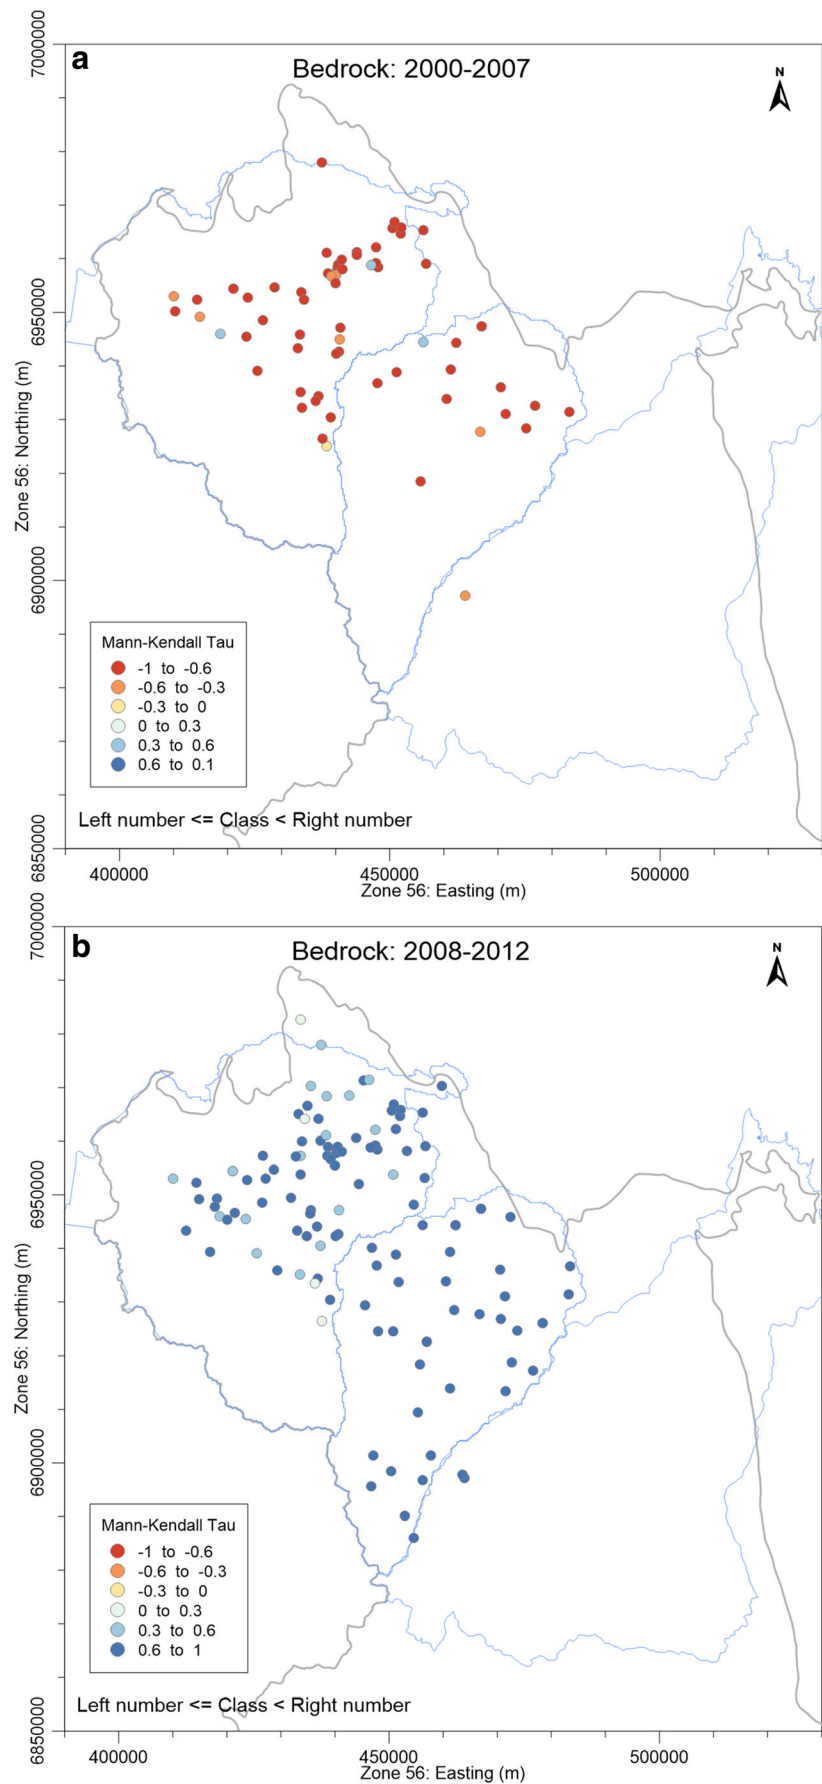 a
Bedrock: 2000-2007
N
7000000
6950000
6900000
6850000
Zone 56: Northing (m)
Mann-Kendall Tau
-1 to -0.6
-0.6 to -0.3
-0.3 to 0
0 to 0.3
0.3 to 0.6
0.6 to 0.1
Left number <= Class < Right number
400000 450000 500000
Zone 56: Easting (m)
b
Bedrock: 2008-2012
N
7000000
6950000
6900000
6850000
Zone 56: Northing (m)
Mann-Kendall Tau
-1 to -0.6
-0.6 to -0.3
-0.3 to 0
0 to 0.3
0.3 to 0.6
0.6 to 1
Left number <= Class < Right number
400000 450000 500000
Zone 56: Easting (m)